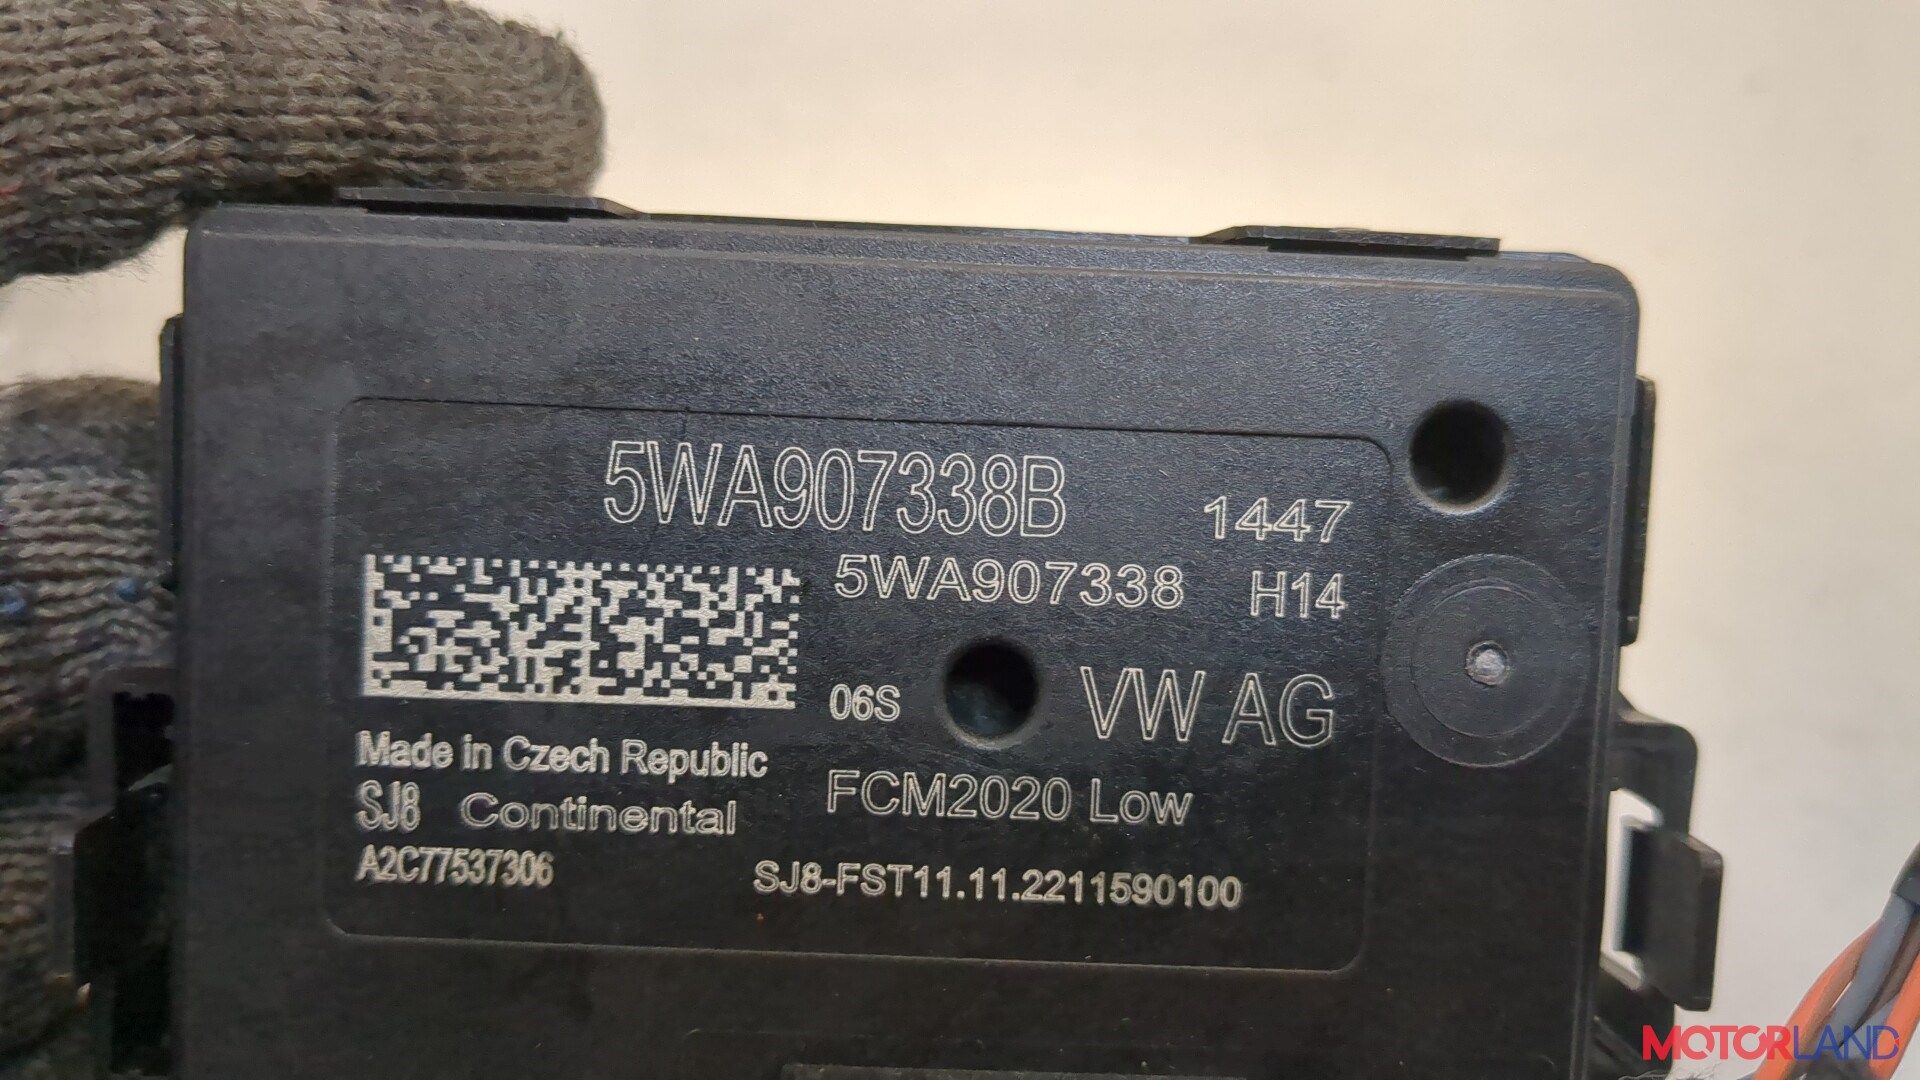 5WA907338B
1447
5WA907338 H14
06S
VW AG
Made in Czech Republic
SJ8 Continental
FCM2020 Low
A2C77537306
SJ8-FST11.11.2211590100
MOTORLAND